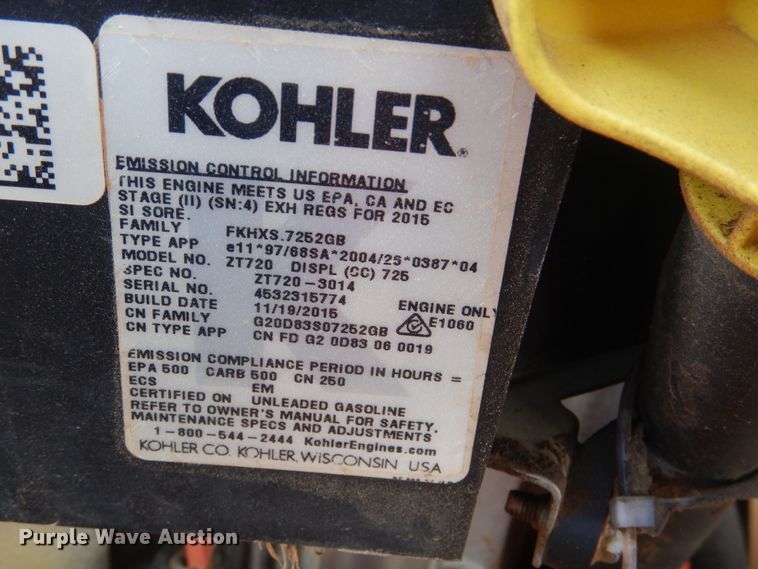 KOHLER®
EMISSION CONTROL INFORMATION
THIS ENGINE MEETS US EPA, CA AND EC
STAGE (II) (SN:4) EXH REGS FOR 2015
SI SORE.
FAMILY FKHXS.7252GB
TYPE APP e11*97/68SA*2004/26*0387*04
MODEL NO. ZT720 DISPL (CC) 725
SPEC NO. ZT720-3014
SERIAL NO. 4532315774
BUILD DATE 11/19/2015 ENGINE ONLY
CN FAMILY G20D83S07252GB E1060
CN TYPE APP CN FD G2 0D83 06 0019
EMISSION COMPLIANCE PERIOD IN HOURS =
EPA 500 CARB 500 CN 250
ECS EM
CERTIFIED ON UNLEADED GASOLINE
REFER TO OWNER'S MANUAL FOR SAFETY,
MAINTENANCE SPECS AND ADJUSTMENTS
1-800-544-2444 KohlerEngines.com
KOHLER CO. KOHLER, WISCONSIN USA
Purple Wave Auction